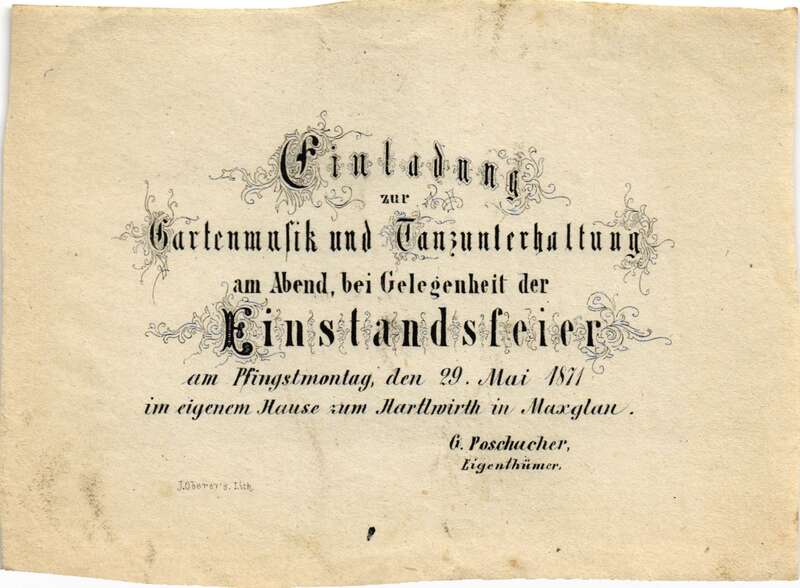 Einladung
zur
Gartenmusik und Tanzunterhaltung
am Abend, bei Gelegenheit der
Einstandsfeier
am Pfingstmontag, den 29. Mai 1871
im eigenem Hause zum Hartlwirth in Maxglan.
G. Poschacher,
Eigenthümer.
J. Oberer's. Lith.